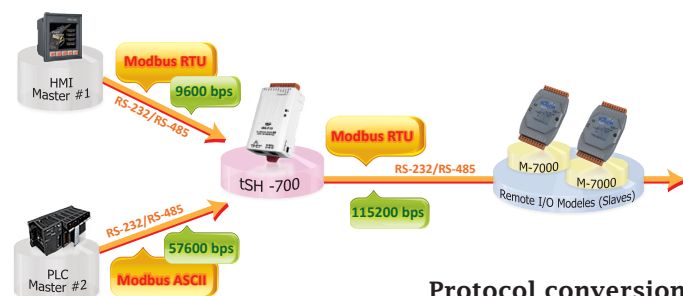 HMI
Master #1
Modbus RTU
9600 bps
RS-232/RS-485
tSH -700
Modbus RTU
RS-232/RS-485
115200 bps
M-7000
M-7000
Remote I/O Modeles (Slaves)
RS-232/RS-485
57600 bps
Modbus ASCII
PLC
Master #2
Protocol conversion